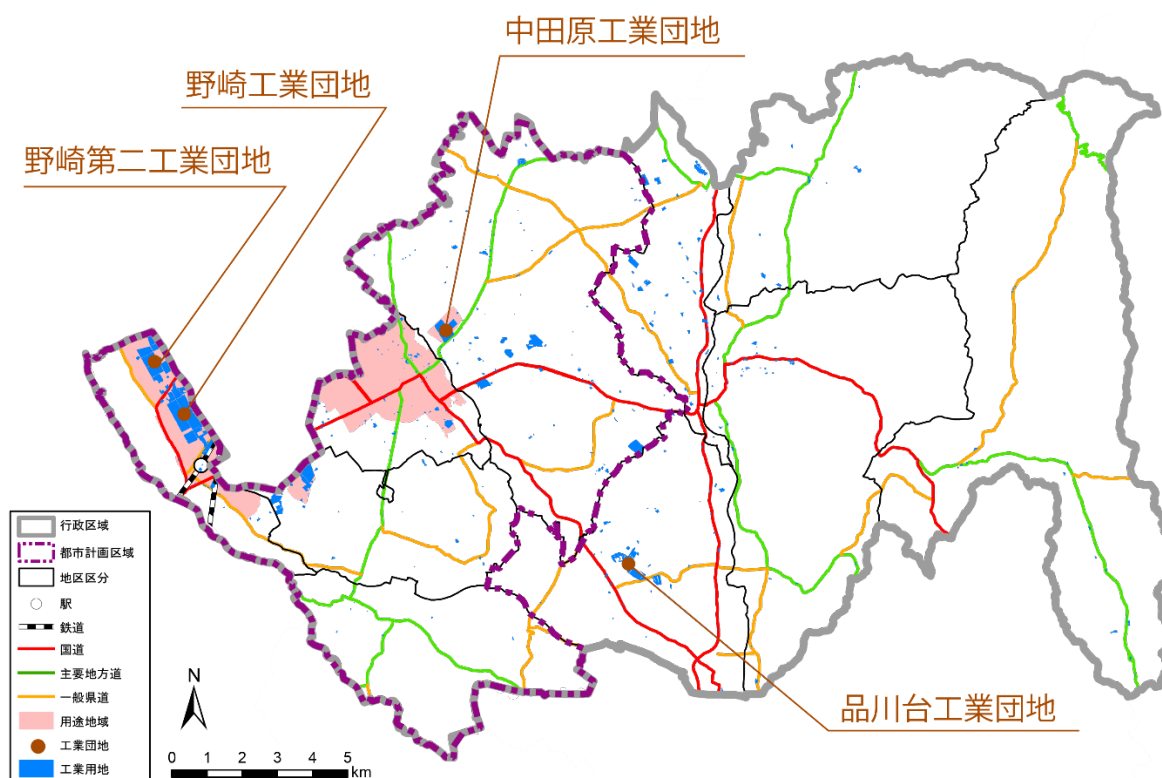 中田原工業団地
野崎工業団地
野崎第二工業団地
品川台工業団地
行政区域
都市計画区域
地区区分
駅
鉄道
国道
主要地方道
一般県道
用途地域
工業団地
工業用地
N
0 1 2 3 4 5
km